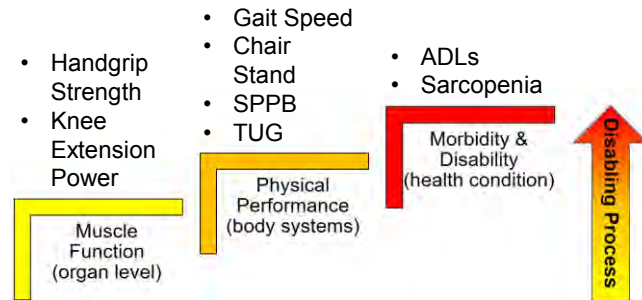 • Handgrip
Strength
• Knee
Extension
Power
Muscle
Function
(organ level)
• Gait Speed
• Chair
Stand
• SPPB
• TUG
Physical
Performance
(body systems)
• ADLs
• Sarcopenia
Morbidity &
Disability
(health condition)
Disabling Process